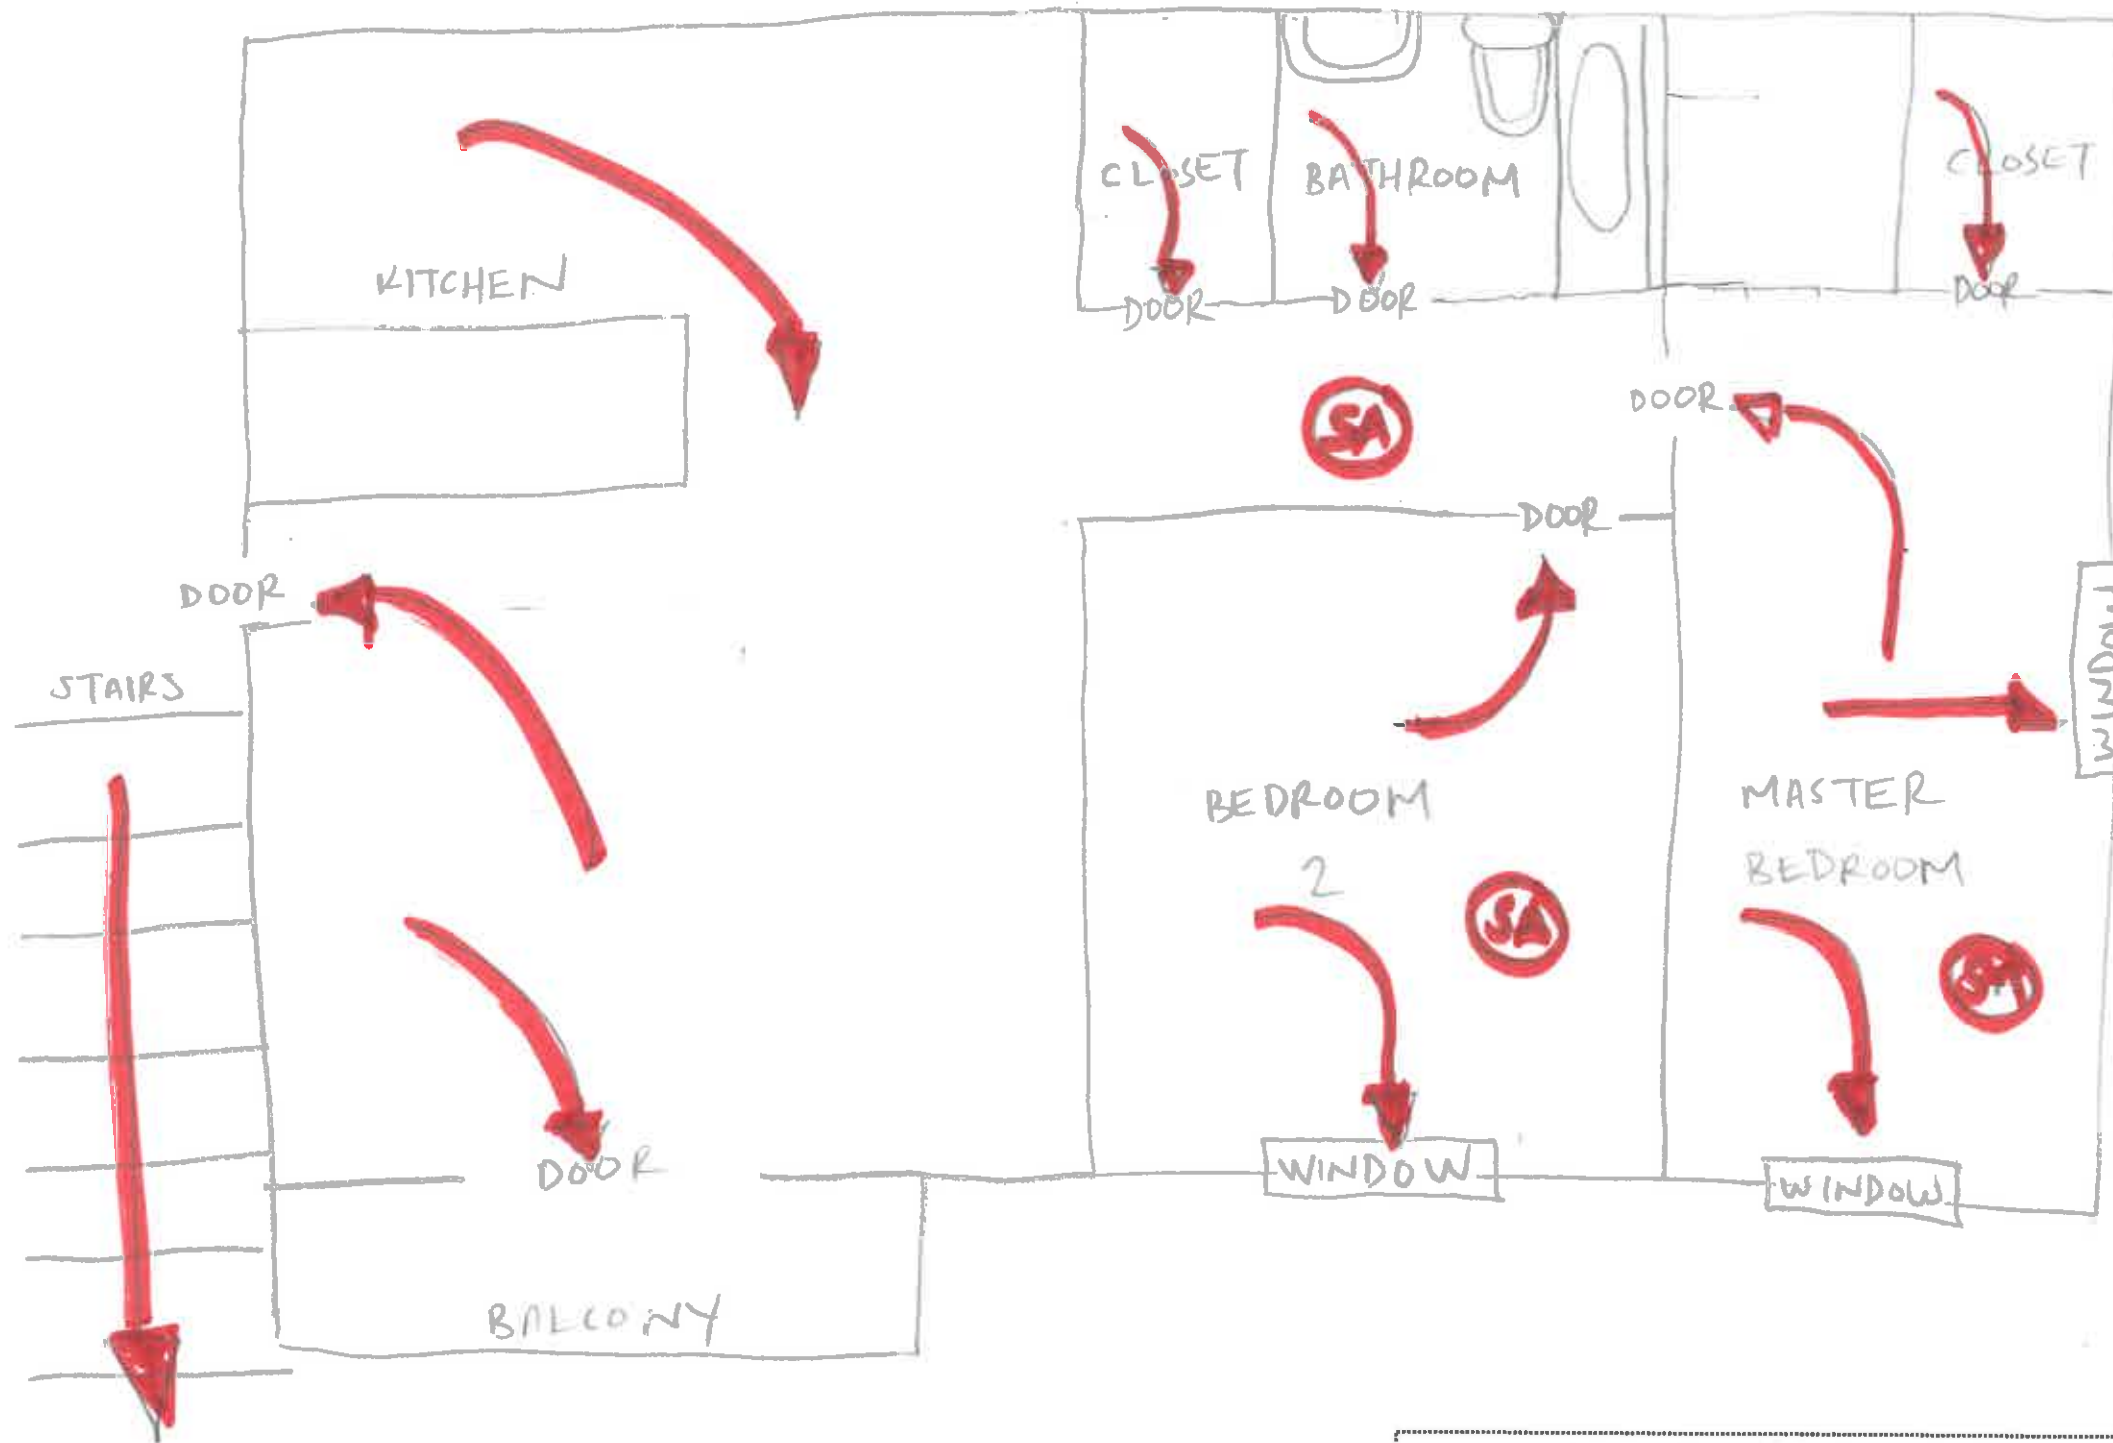 CLOSET
BATHROOM
CLOSET
KITCHEN
DOOR
DOOR
DOOR
SA
DOOR
DOOR
DOOR
WINDOW
STAIRS
BEDROOM
2
MASTER
BEDROOM
SA
SA
DOOR
WINDOW
WINDOW
BALCONY